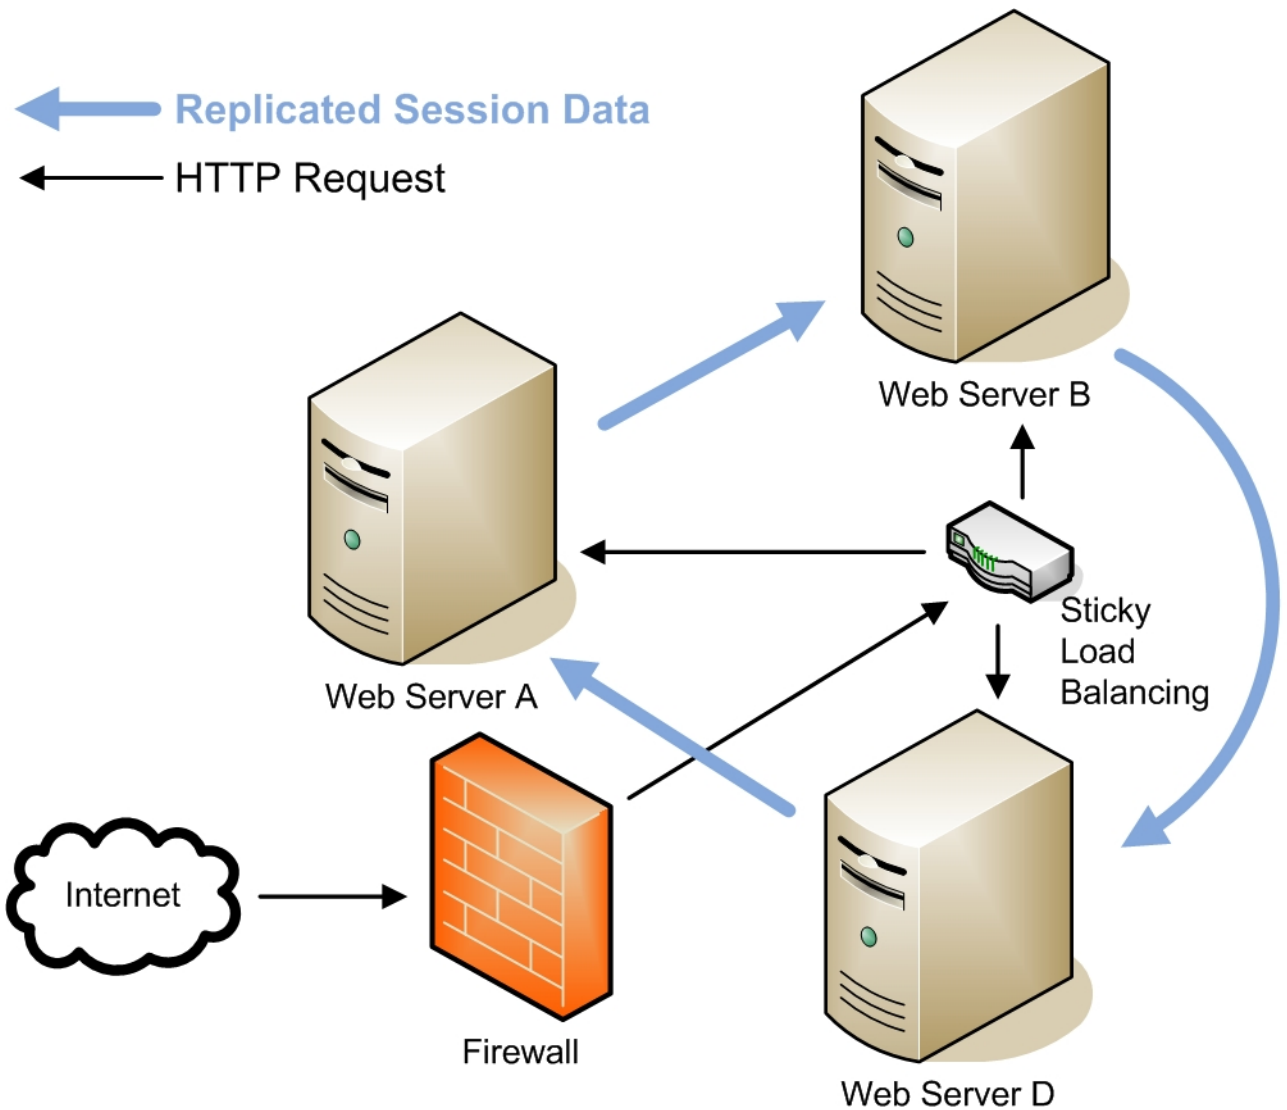 Replicated Session Data
HTTP Request
Web Server B
Sticky
Load
Balancing
Web Server A
Internet
Firewall
Web Server D